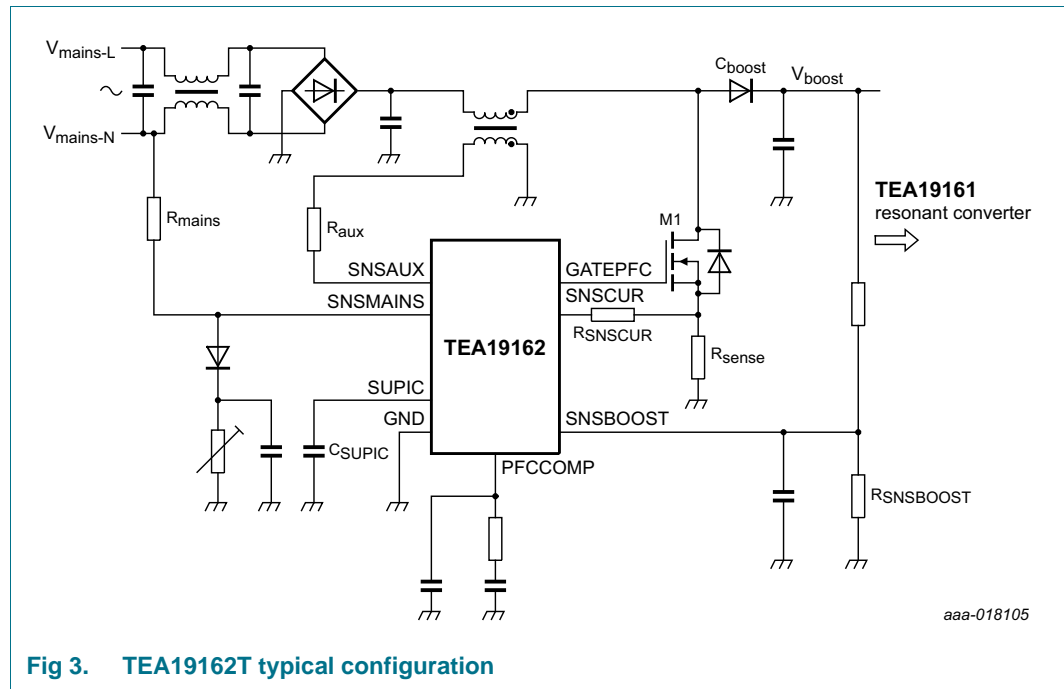 Vmains-L
Cboost
Vboost
Vmains-N
TEA19161
resonant converter
Rmains
Raux
M1
SNSAUX
GATEPFC
SNSMAINS
SNSCUR
RSNSCUR
TEA19162
Rsense
SUPIC
GND
SNSBOOST
CSUPIC
PFCCOMP
RSNSBOOST
aaa-018105
Fig 3. TEA19162T typical configuration